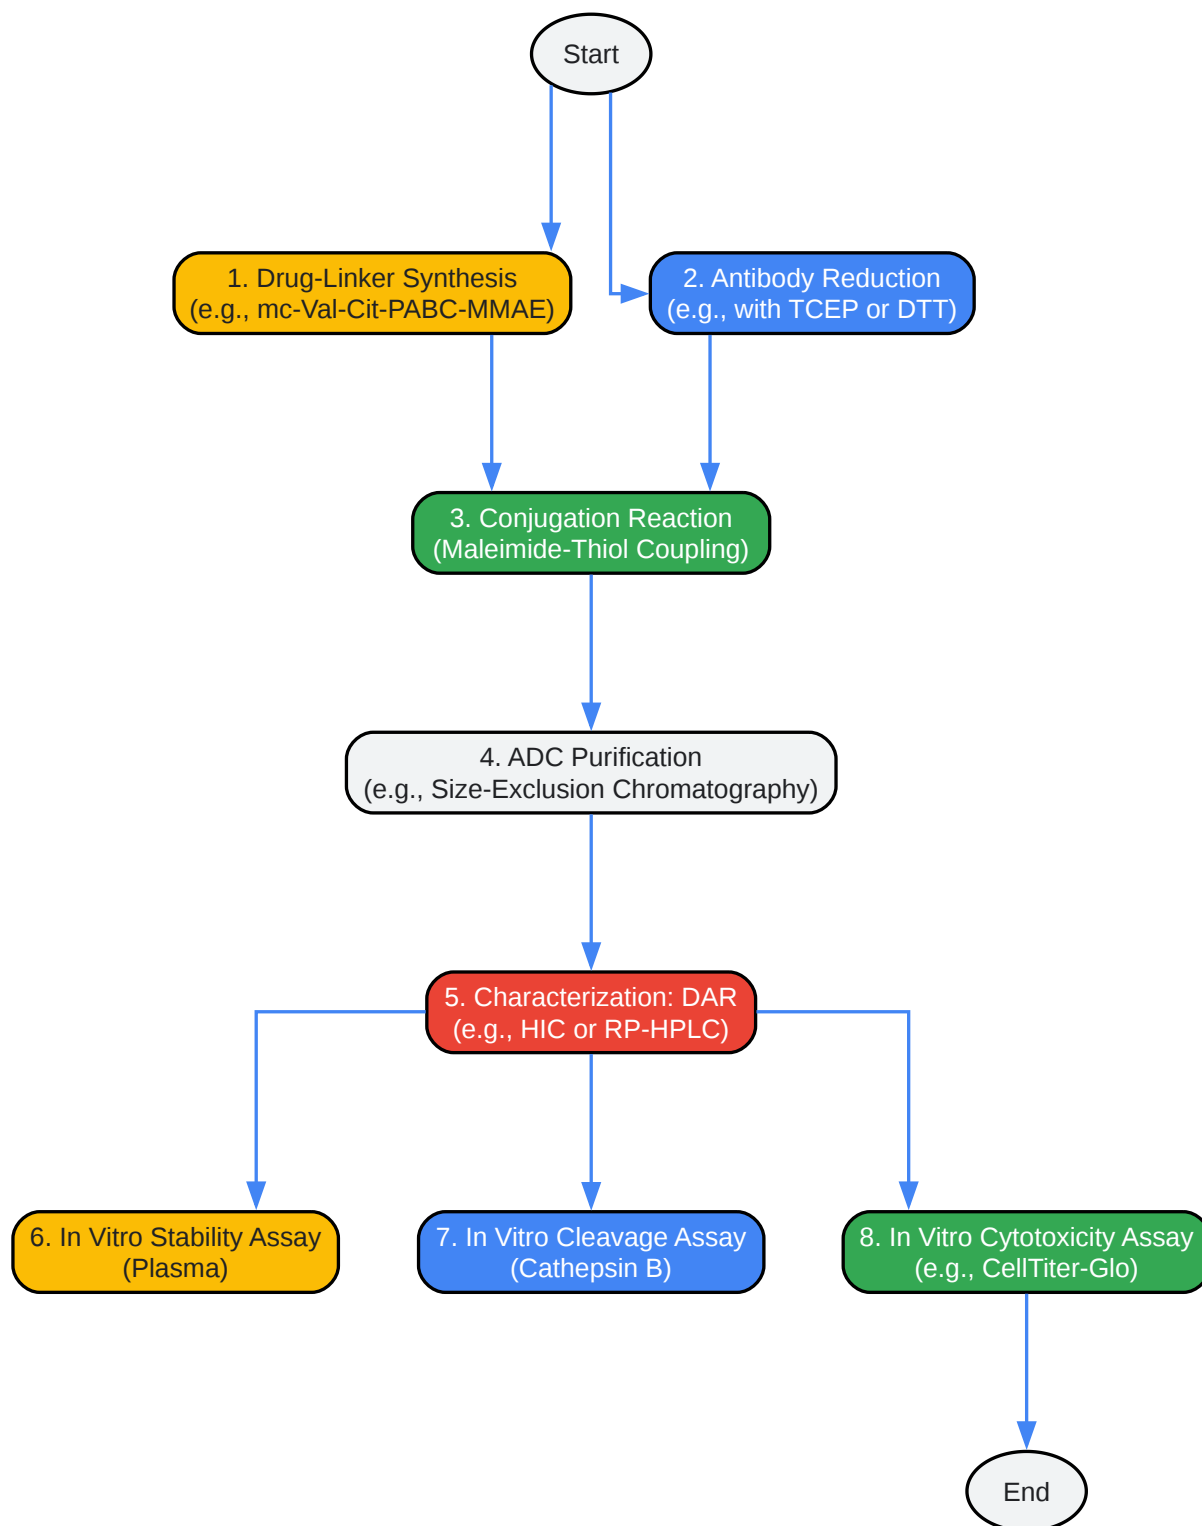 Start
1. Drug-Linker Synthesis
(e.g., mc-Val-Cit-PABC-MMAE)
2. Antibody Reduction
(e.g., with TCEP or DTT)
3. Conjugation Reaction
(Maleimide-Thiol Coupling)
4. ADC Purification
(e.g., Size-Exclusion Chromatography)
5. Characterization: DAR
(e.g., HIC or RP-HPLC)
6. In Vitro Stability Assay
(Plasma)
7. In Vitro Cleavage Assay
(Cathepsin B)
8. In Vitro Cytotoxicity Assay
(e.g., CellTiter-Glo)
End